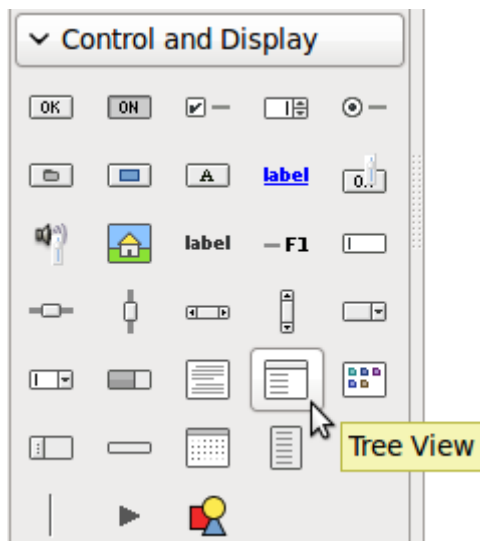 Control and Display
OK
ON
A
label
0..
label
F1
Tree View